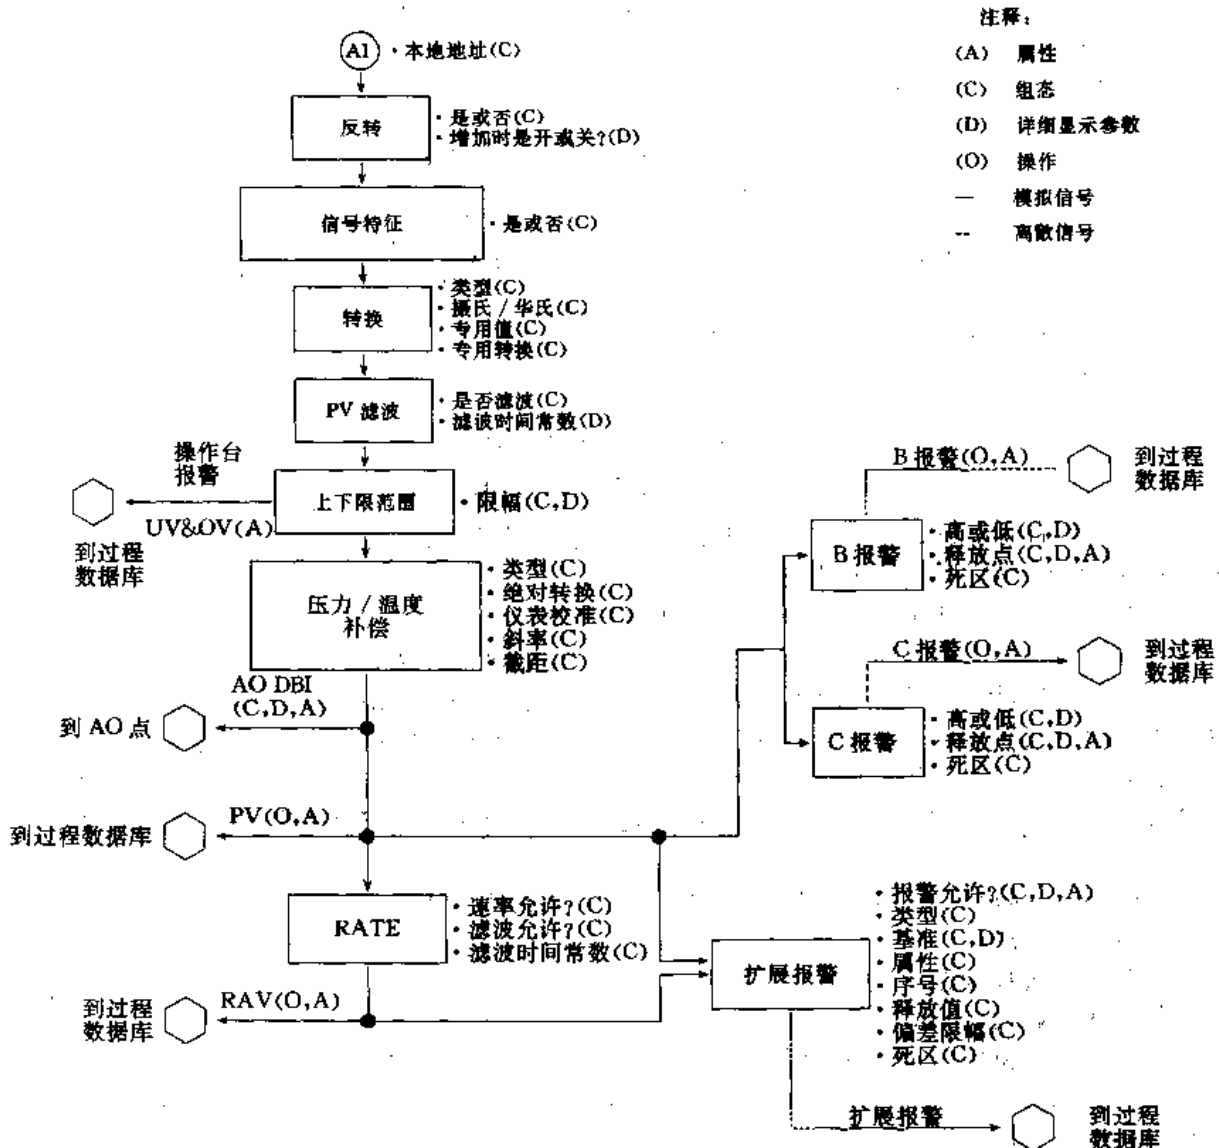 注释：
(A) 属性
(C) 组态
(D) 详细显示参数
(O) 操作
— 模拟信号
-- 离散信号
AI
·本地地址(C)
反转
·是或否(C)
·增加时是开或关?(D)
信号特征
·是或否(C)
转换
·类型(C)
·摄氏/华氏(C)
·专用值(C)
·专用转换(C)
PV 滤波
·是否滤波(C)
·滤波时间常数(D)
操作台
报警
UV&OV(A)
到过程
数据库
上下限范围
·限幅(C,D)
压力/温度
补偿
·类型(C)
·绝对转换(C)
·仪表校准(C)
·斜率(C)
·截距(C)
B报警(O,A)
到过程
数据库
B 报警
·高或低(C,D)
·释放点(C,D,A)
·死区(C)
C报警(O,A)
到过程
数据库
C 报警
·高或低(C,D)
·释放点(C,D,A)
·死区(C)
AO DBI
(C,D,A)
到 AO 点
PV(O,A)
到过程数据库
RATE
·速率允许?(C)
·滤波允许?(C)
·滤波时间常数(C)
RAV(O,A)
到过程
数据库
扩展报警
·报警允许?(C,D,A)
·类型(C)
·基准(C,D)
·属性(C)
·序号(C)
·释放值(C)
·偏差限幅(C)
·死区(C)
扩展报警
到过程
数据库